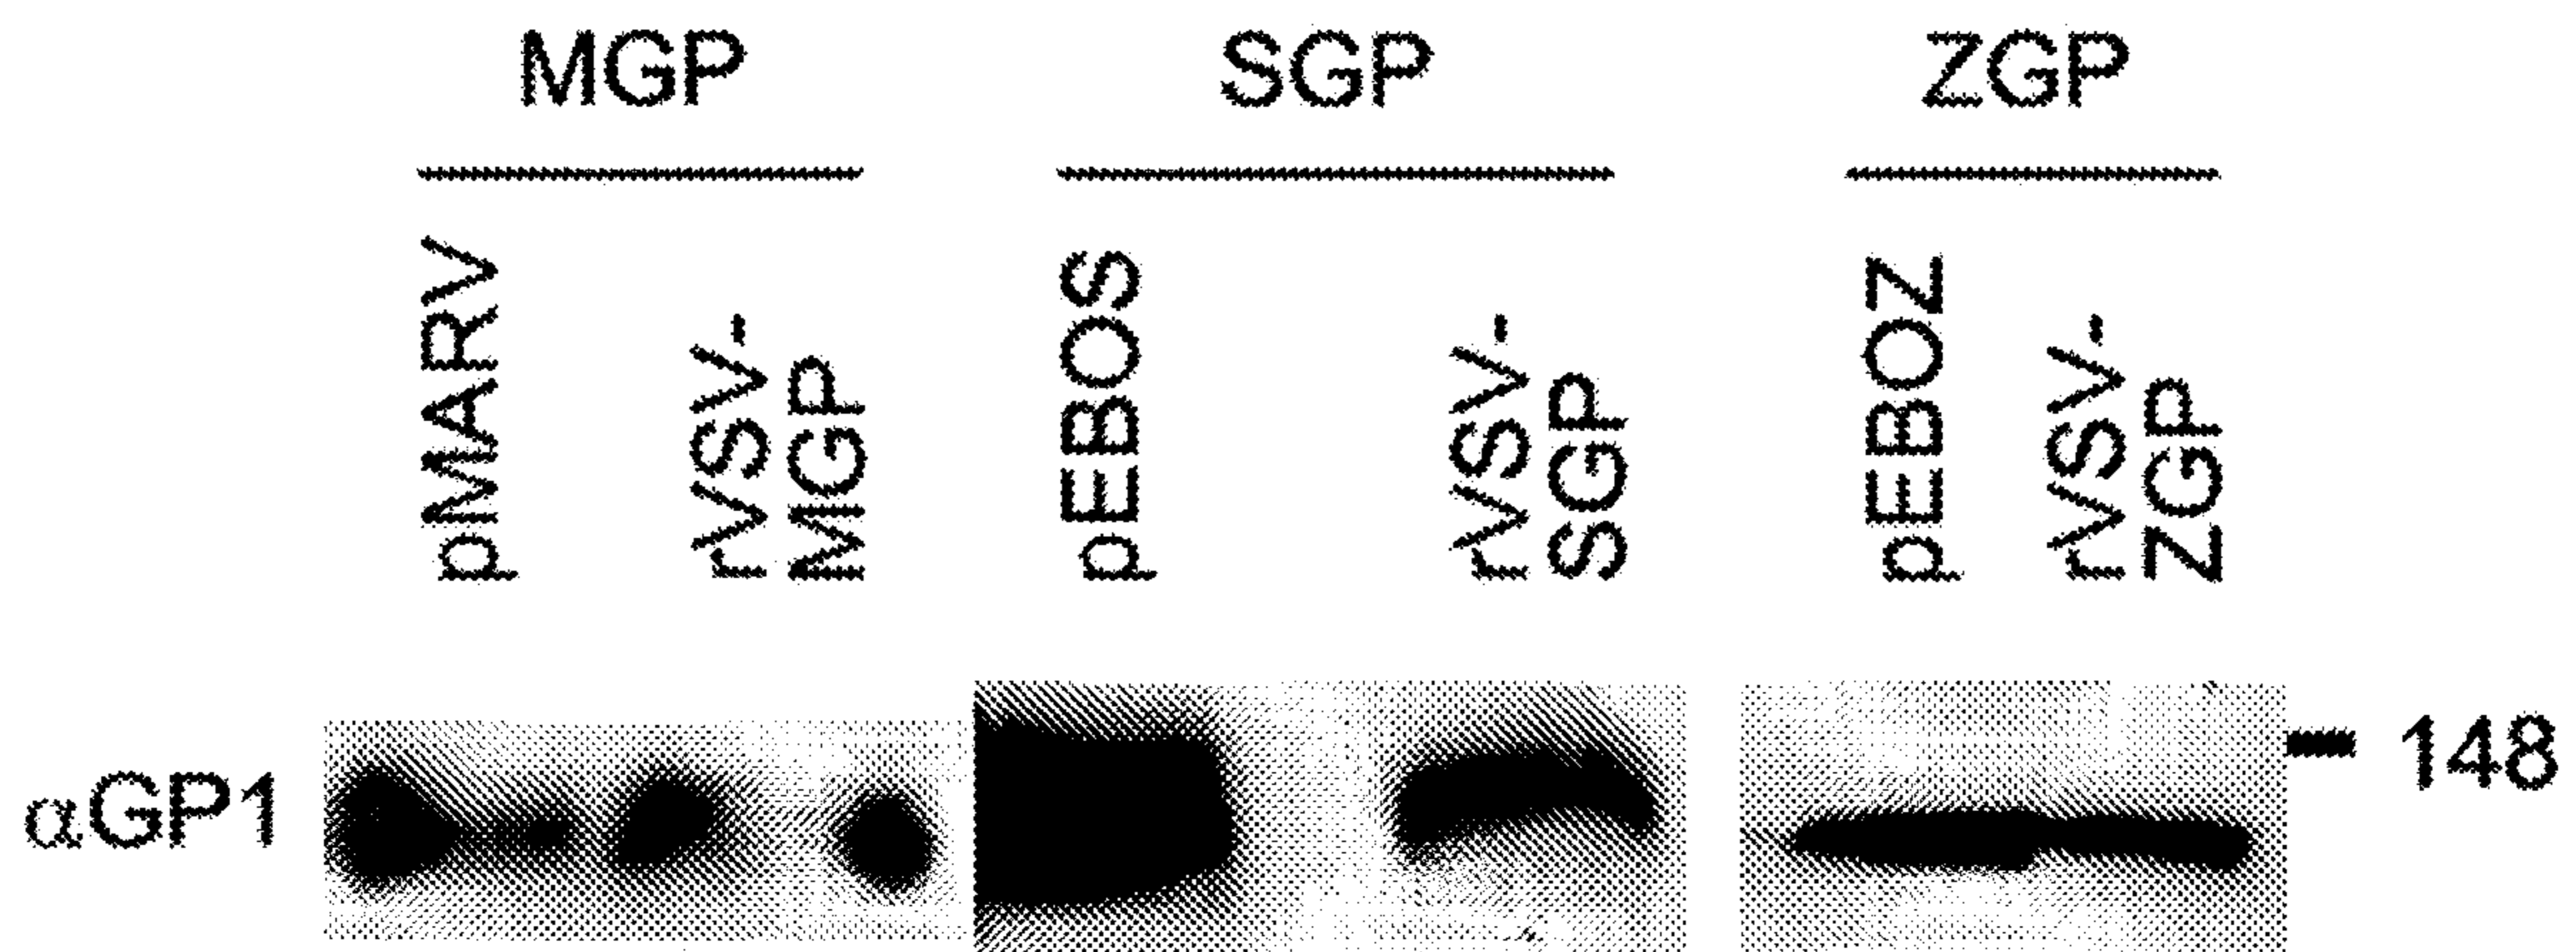 MGP SGP ZGP
pMARV rVSV- MGP pEBOS rVSV- SGP pEBOZ rVSV- ZGP
αGP1 148